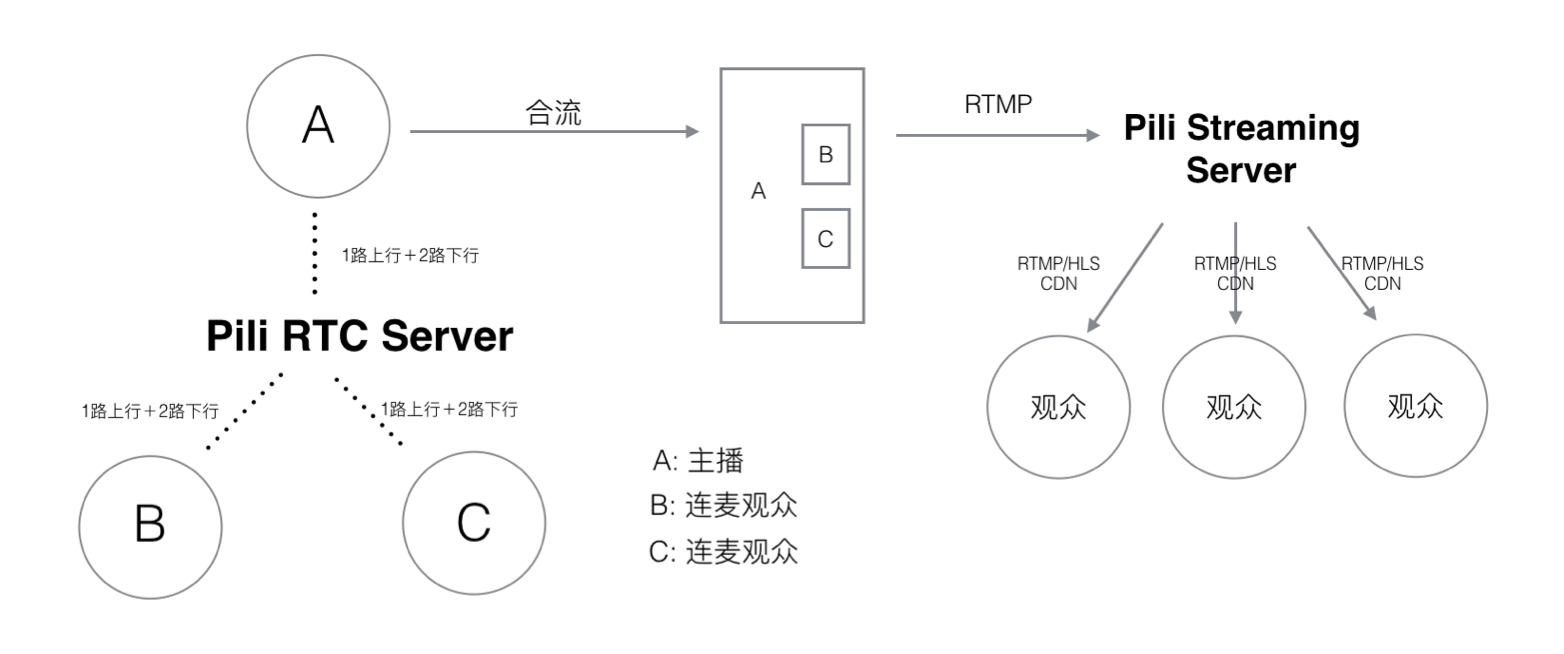 A
合流
A
B
C
RTMP
Pili Streaming
Server
1路上行+2路下行
Pili RTC Server
1路上行+2路下行
1路上行+2路下行
B
C
A: 主播
B: 连麦观众
C: 连麦观众
RTMP/HLS
CDN
RTMP/HLS
CDN
RTMP/HLS
CDN
观众
观众
观众